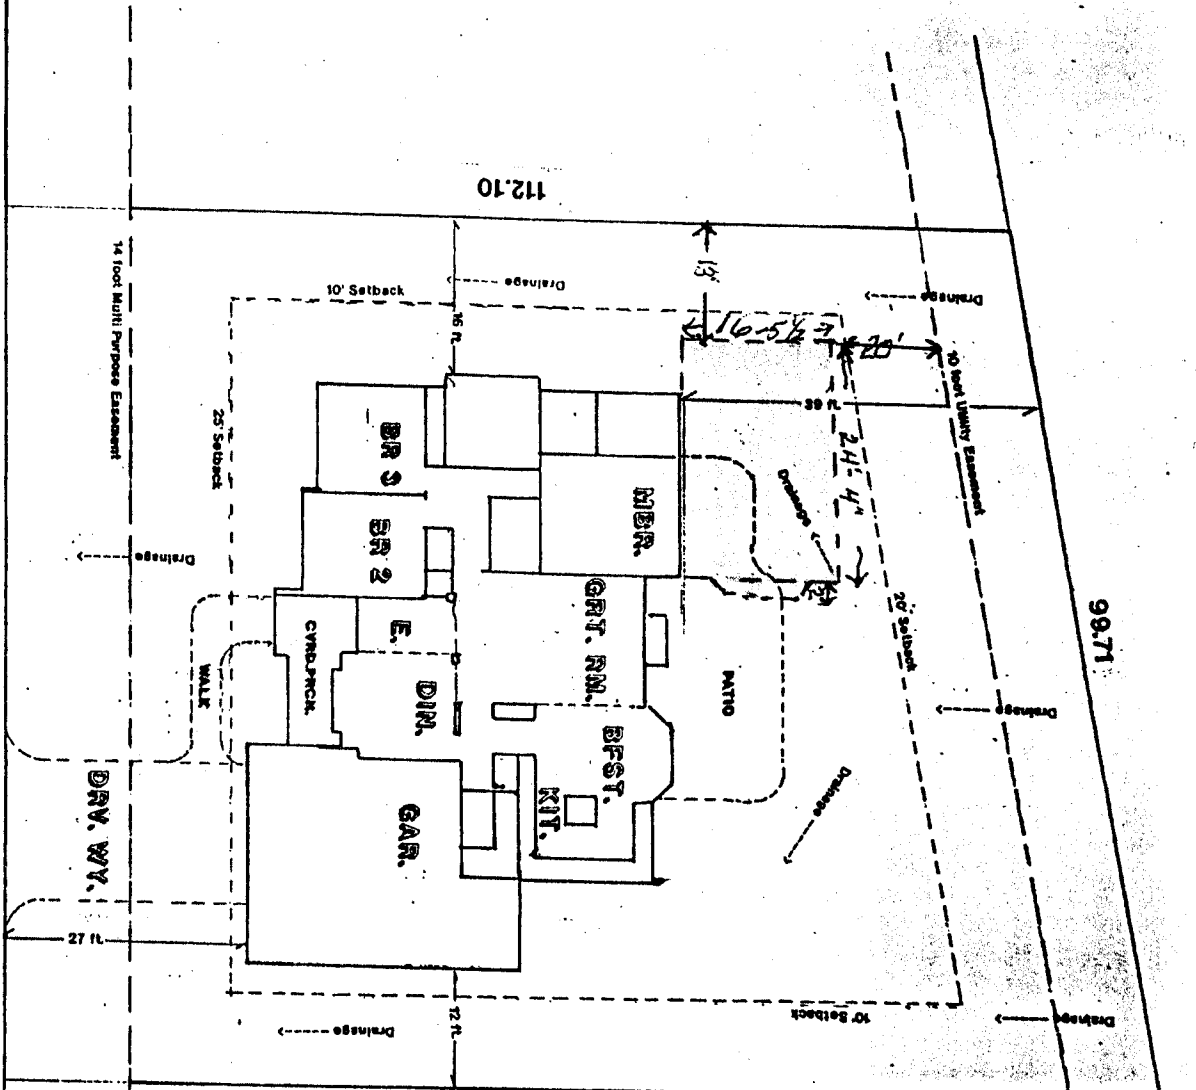 112.10
14 foot Multi Purpose Easement
10' Setback
Drainage
16 ft.
13'
16-5½
20'
Drainage
10 foot Utility Easement
39 ft.
24'-4"
25' Setback
BR 3
BR 2
MBR.
Drainage
Drainage
20' Setback
99.71
E.
CVRD.PRCH.
WALK
DIN.
GRT. RM.
PATIO
BFST.
KIT.
GAR.
DRV. WY.
Drainage
Drainage
27 ft.
12 ft.
Drainage
10' Setback
Drainage